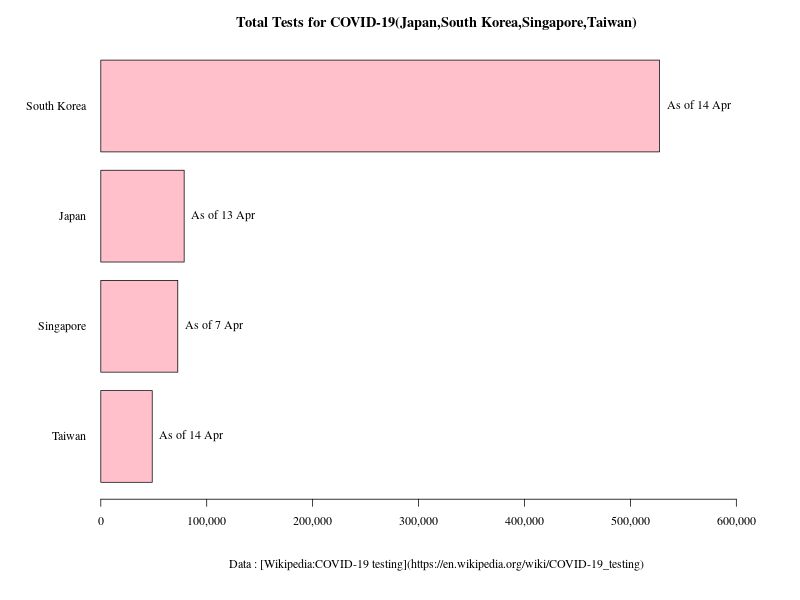 Total Tests for COVID-19(Japan,South Korea,Singapore,Taiwan)
South Korea
As of 14 Apr
Japan
As of 13 Apr
Singapore
As of 7 Apr
Taiwan
As of 14 Apr
0
100,000
200,000
300,000
400,000
500,000
600,000
Data : [Wikipedia:COVID-19 testing](https://en.wikipedia.org/wiki/COVID-19_testing)